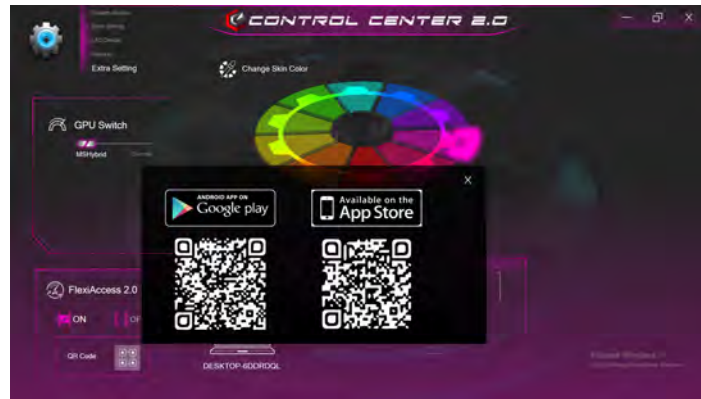 CONTROL CENTER 2.0
Extra Setting
Change Skin Color
GPU Switch
MSHybrid
X
ANDROID APP ON
Google play
Available on the
App Store
FlexiAccess 2.0
ON
QR Code
DESKTOP-6DDRDQL